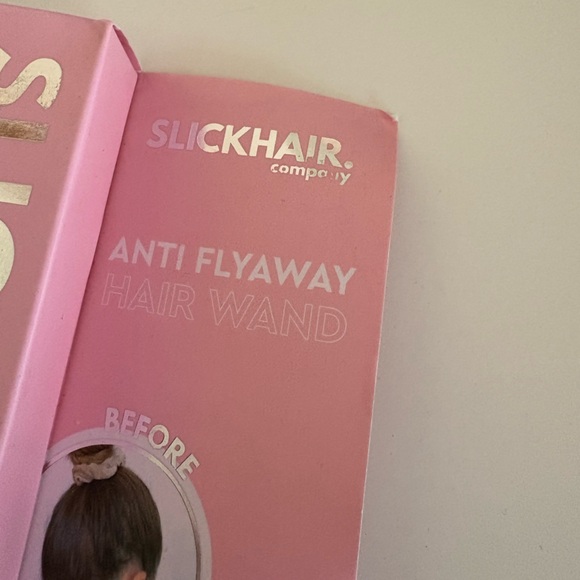 SLICKHAIR.
company
ANTI FLYAWAY
HAIR WAND
BEFORE